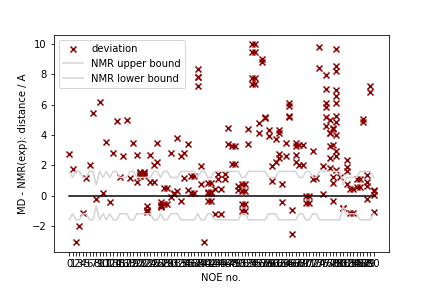 deviation
NMR upper bound
NMR lower bound
10
8
6
4
2
0
−2
MD - NMR(exp): distance / A
NOE no.